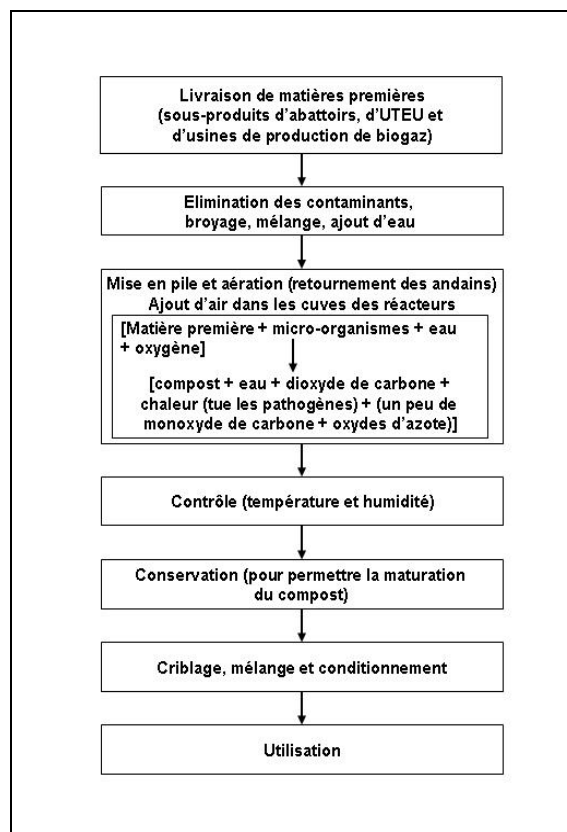 Livraison de matières premières
(sous-produits d'abattoirs, d'UTEU et
d'usines de production de biogaz)
Elimination des contaminants,
broyage, mélange, ajout d'eau
Mise en pile et aération (retournement des andains)
Ajout d'air dans les cuves des réacteurs
[Matière première + micro-organismes + eau
+ oxygène]
[compost + eau + dioxyde de carbone +
chaleur (tue les pathogènes) + (un peu de
monoxyde de carbone + oxydes d'azote)]
Contrôle (température et humidité)
Conservation (pour permettre la maturation
du compost)
Criblage, mélange et conditionnement
Utilisation